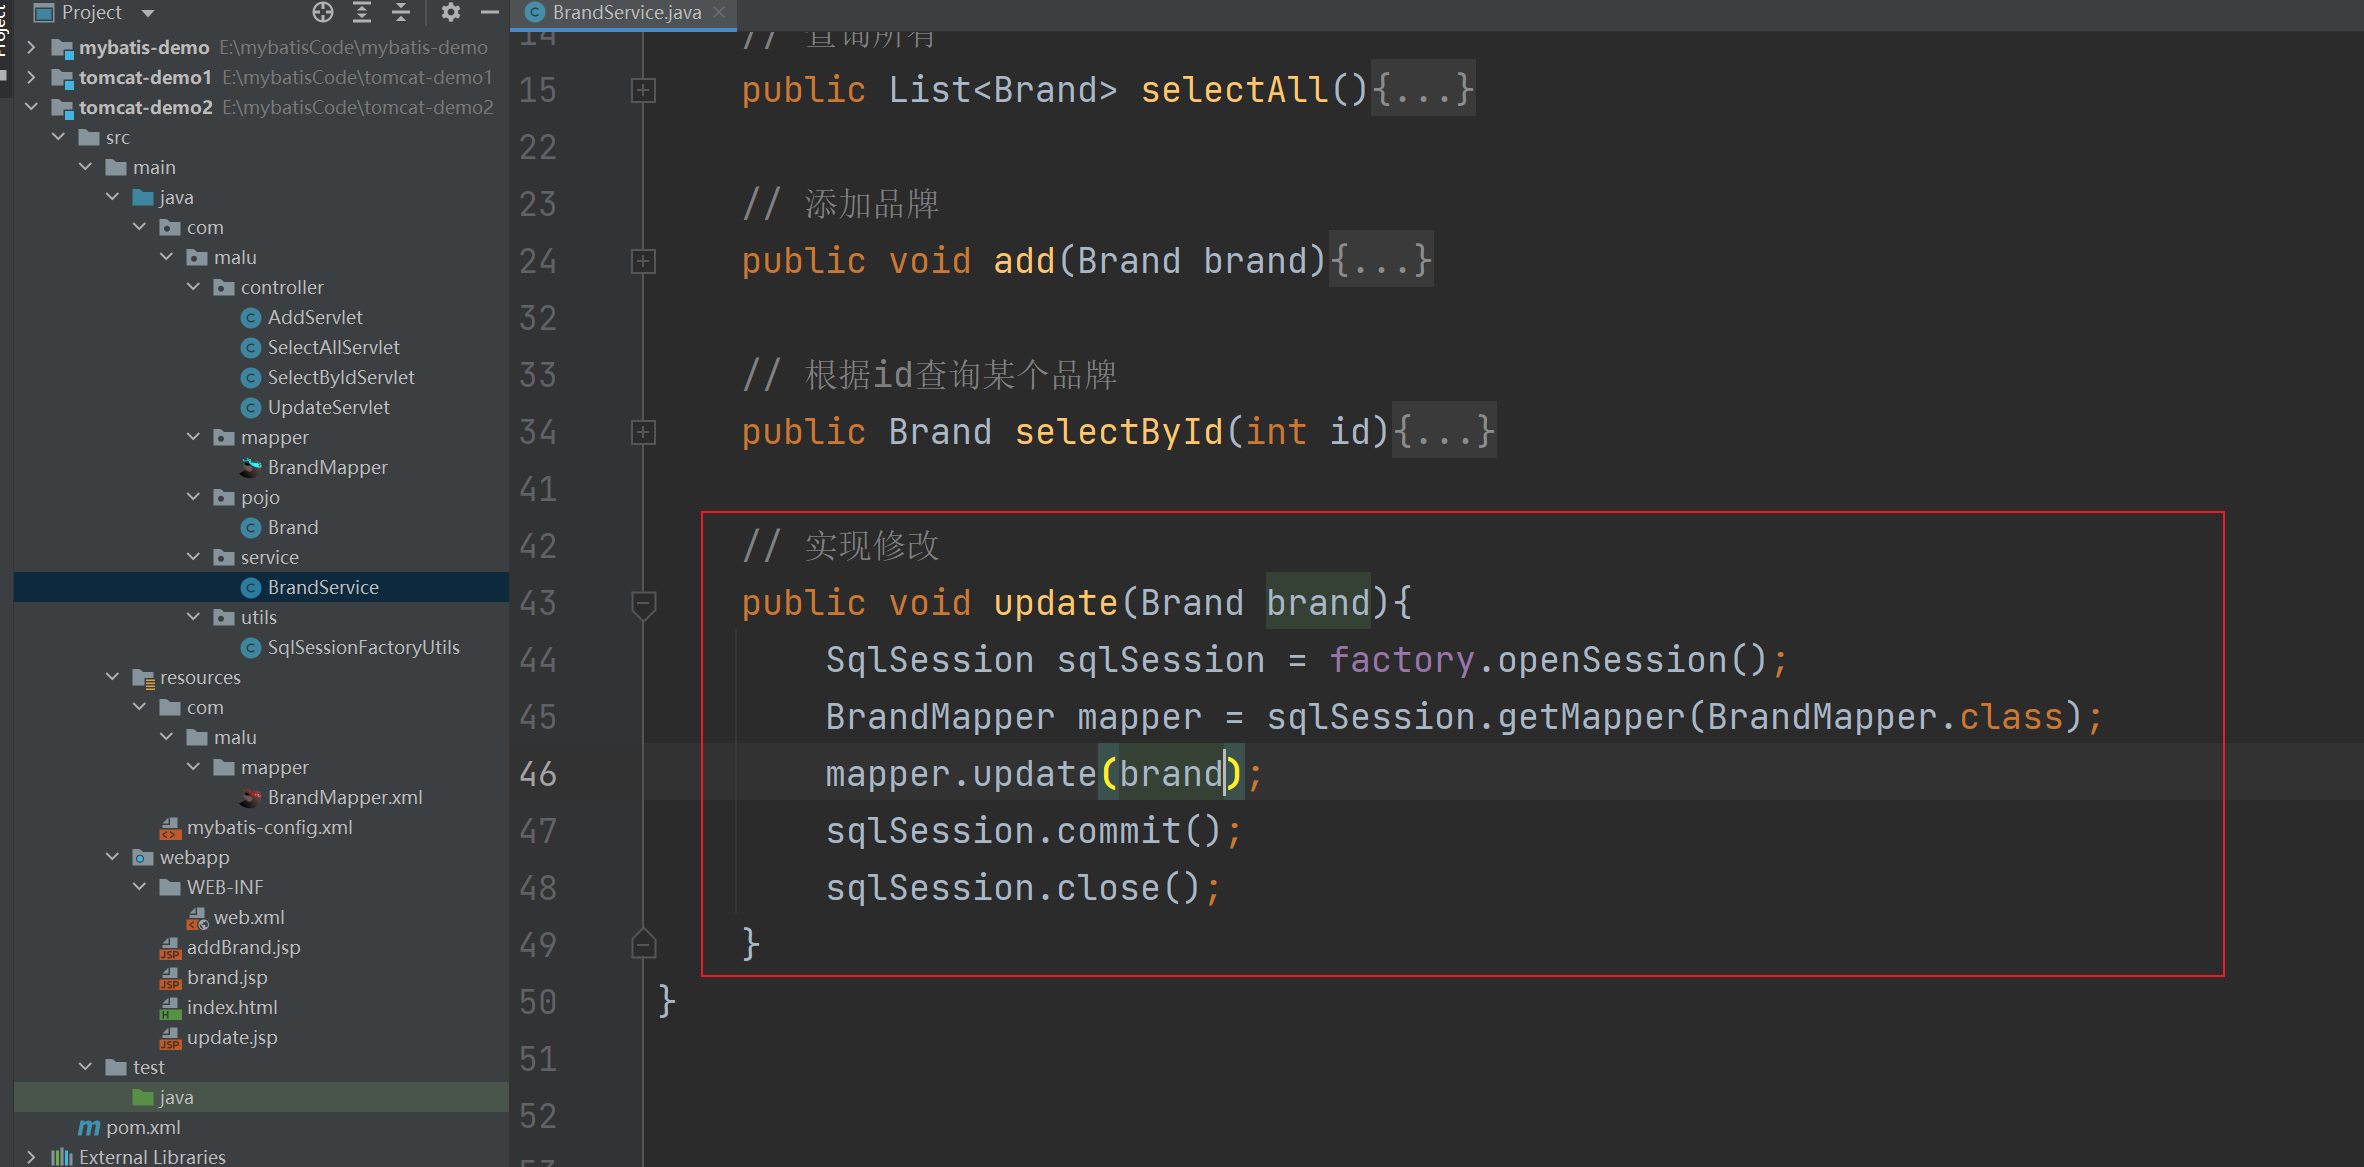 Project
BrandService.java
Project
mybatis-demo E:\mybatisCode\mybatis-demo
tomcat-demo1 E:\mybatisCode\tomcat-demo1
tomcat-demo2 E:\mybatisCode\tomcat-demo2
src
main
java
com
malu
controller
AddServlet
SelectAllServlet
SelectByIdServlet
UpdateServlet
mapper
BrandMapper
pojo
Brand
service
BrandService
utils
SqlSessionFactoryUtils
resources
com
malu
mapper
BrandMapper.xml
mybatis-config.xml
webapp
WEB-INF
web.xml
addBrand.jsp
brand.jsp
index.html
update.jsp
test
java
pom.xml
External Libraries
14 // 查询所有
15 public List<Brand> selectAll(){...}
22
23 // 添加品牌
24 public void add(Brand brand){...}
32
33 // 根据id查询某个品牌
34 public Brand selectById(int id){...}
41
42 // 实现修改
43 public void update(Brand brand){
44 SqlSession sqlSession = factory.openSession();
45 BrandMapper mapper = sqlSession.getMapper(BrandMapper.class);
46 mapper.update(brand);
47 sqlSession.commit();
48 sqlSession.close();
49 }
50 }
51
52
53